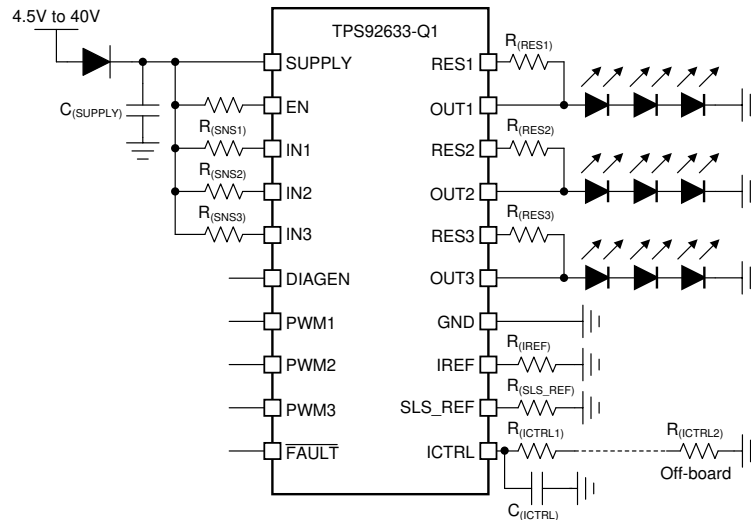 4.5V to 40V
TPS92633-Q1
C(SUPPLY)
R(SNS1)
R(SNS2)
R(SNS3)
SUPPLY
EN
IN1
IN2
IN3
DIAGEN
PWM1
PWM2
PWM3
FAULT
RES1
OUT1
RES2
OUT2
RES3
OUT3
GND
IREF
SLS_REF
ICTRL
R(RES1)
R(RES2)
R(RES3)
R(IREF)
R(SLS_REF)
R(ICTRL1)
R(ICTRL2)
Off-board
C(ICTRL)